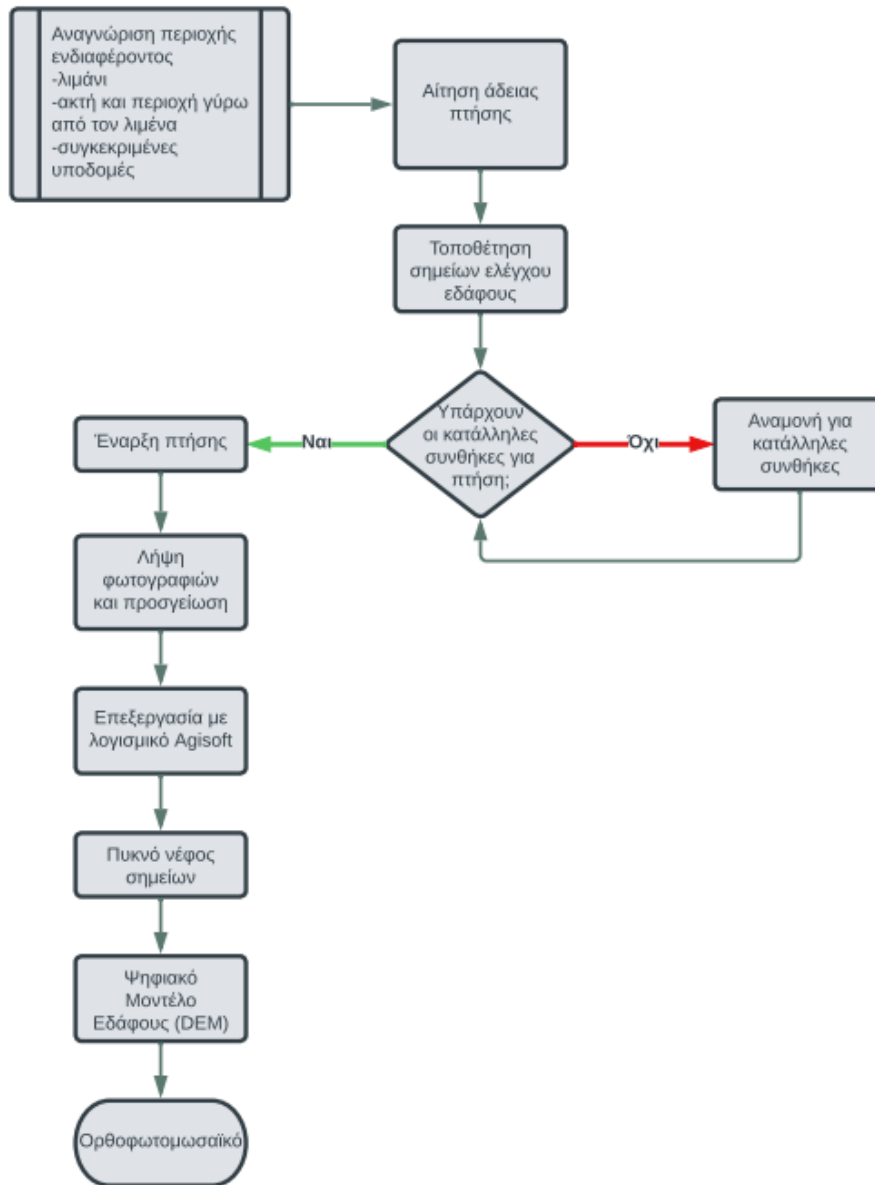 Αναγνώριση περιοχής
ενδιαφέροντος
-λιμάνι
-ακτή και περιοχή γύρω
από τον λιμένα
-συγκεκριμένες
υποδομές
Αίτηση άδειας
πτήσης
Τοποθέτηση
σημείων ελέγχου
εδάφους
Υπάρχουν
οι κατάλληλες
συνθήκες για
πτήση;
Όχι
Αναμονή για
κατάλληλες
συνθήκες
Ναι
Έναρξη πτήσης
Λήψη
φωτογραφιών
και προσγείωση
Επεξεργασία με
λογισμικό Agisoft
Πυκνό νέφος
σημείων
Ψηφιακό
Μοντέλο
Εδάφους (DEM)
Ορθοφωτομωσαϊκό